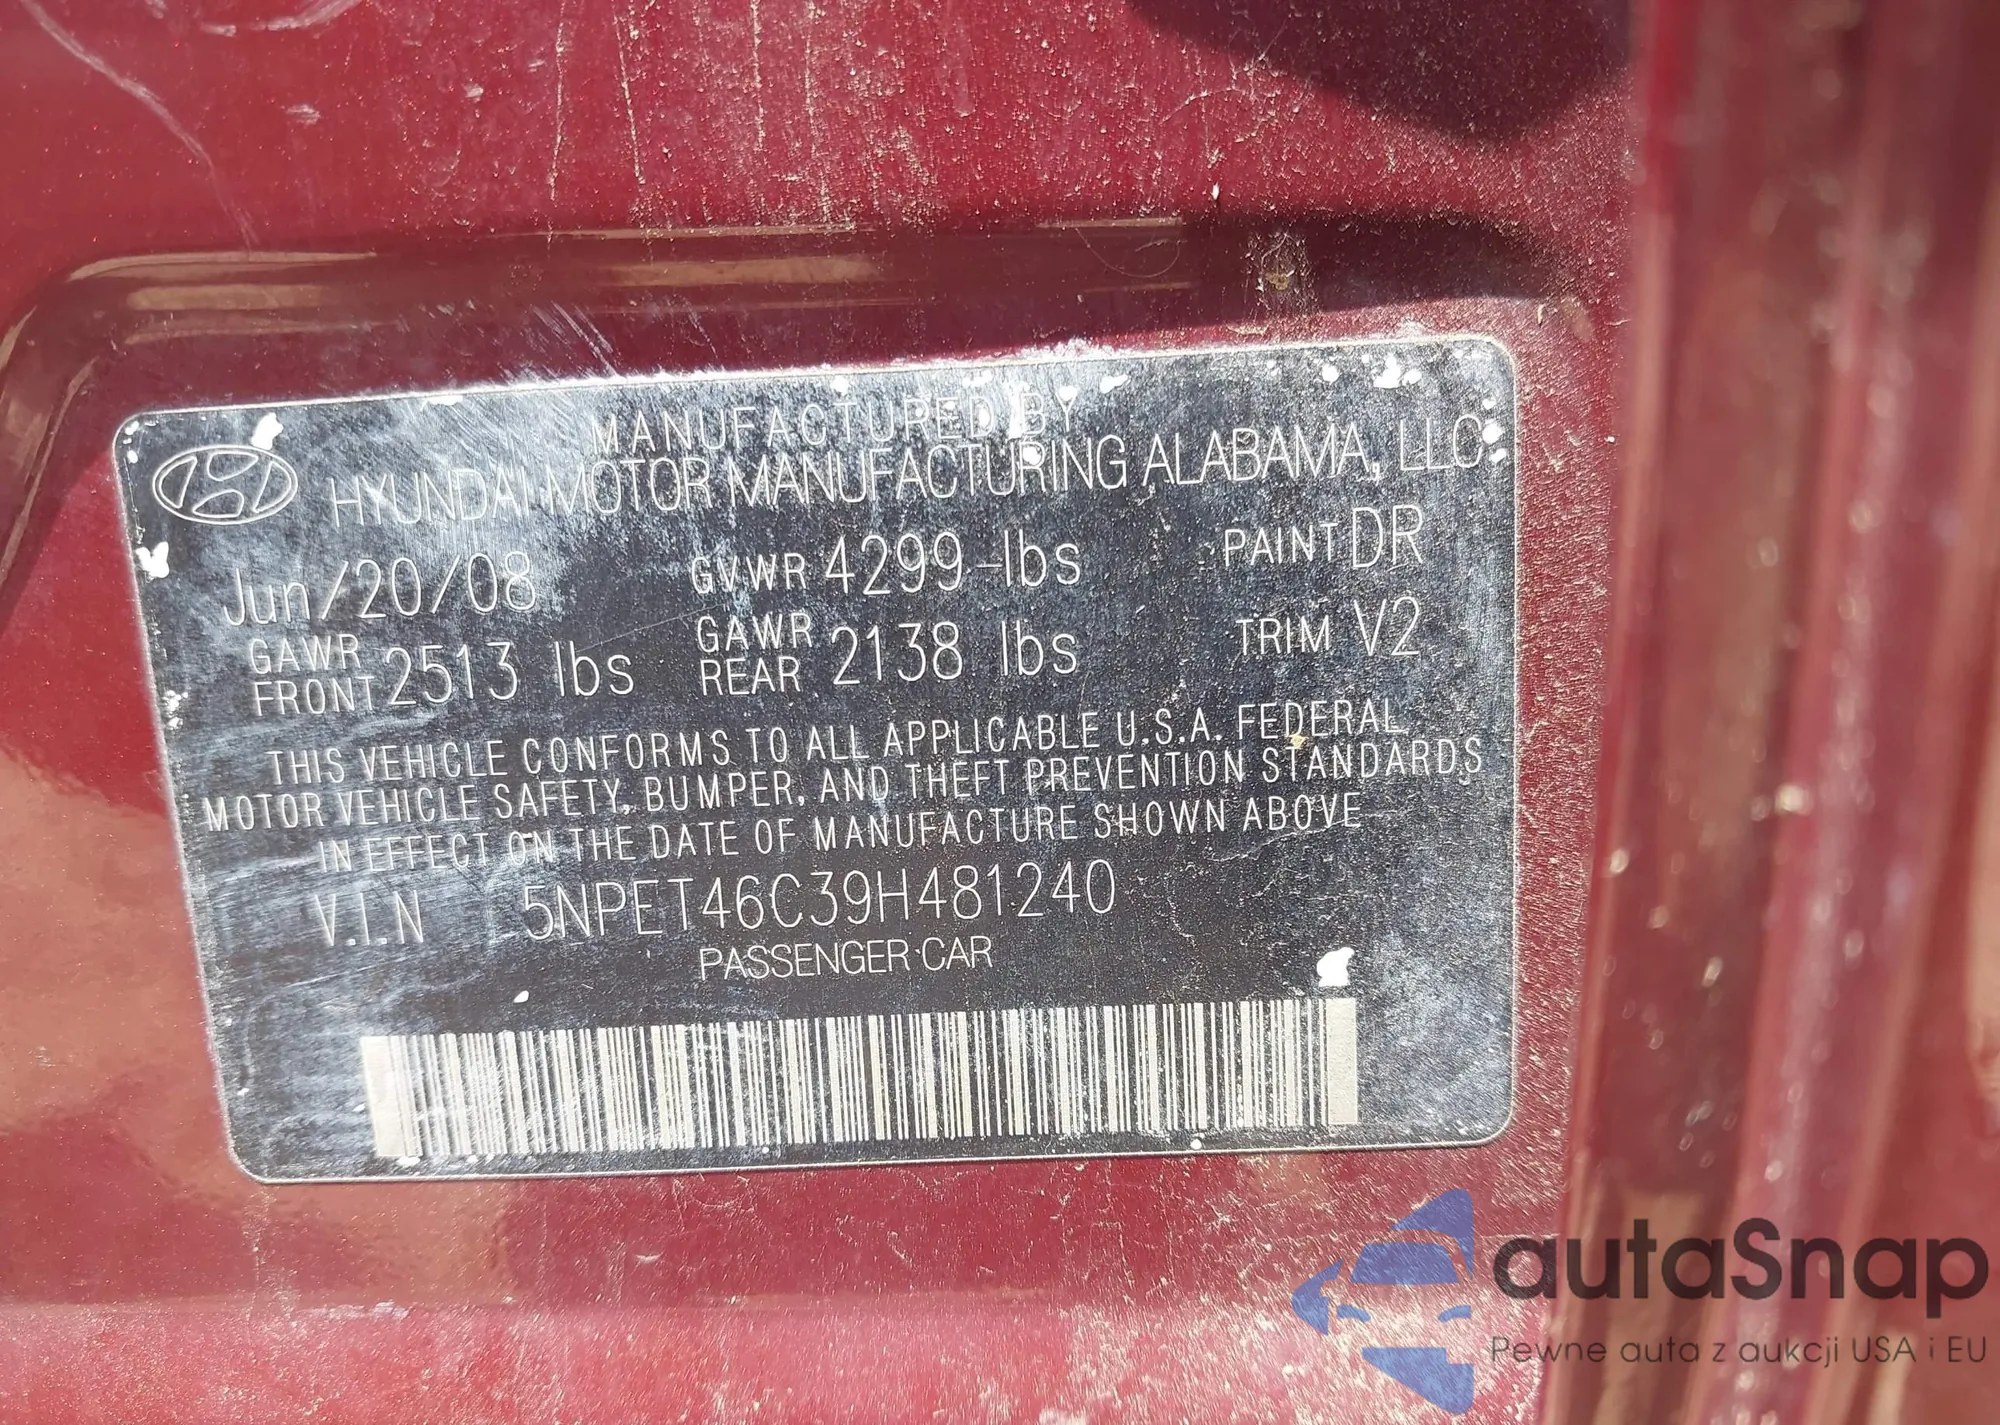 MANUFACTURED BY
HYUNDAI MOTOR MANUFACTURING ALABAMA, LLC
Jun/20/08 GVWR 4299 lbs PAINT DR
GAWR FRONT 2513 lbs GAWR REAR 2138 lbs TRIM V2
THIS VEHICLE CONFORMS TO ALL APPLICABLE U.S.A. FEDERAL
MOTOR VEHICLE SAFETY, BUMPER, AND THEFT PREVENTION STANDARDS
IN EFFECT ON THE DATE OF MANUFACTURE SHOWN ABOVE
V.I.N 5NPET46C39H481240
PASSENGER CAR
autaSnap
Pewne auta z aukcji USA i EU